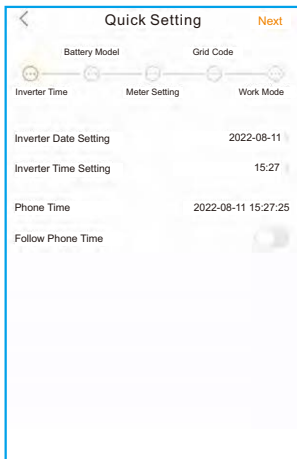 Quick Setting Next
Battery Model Grid Code
Inverter Time Meter Setting Work Mode
Inverter Date Setting 2022-08-11
Inverter Time Setting 15:27
Phone Time 2022-08-11 15:27:25
Follow Phone Time